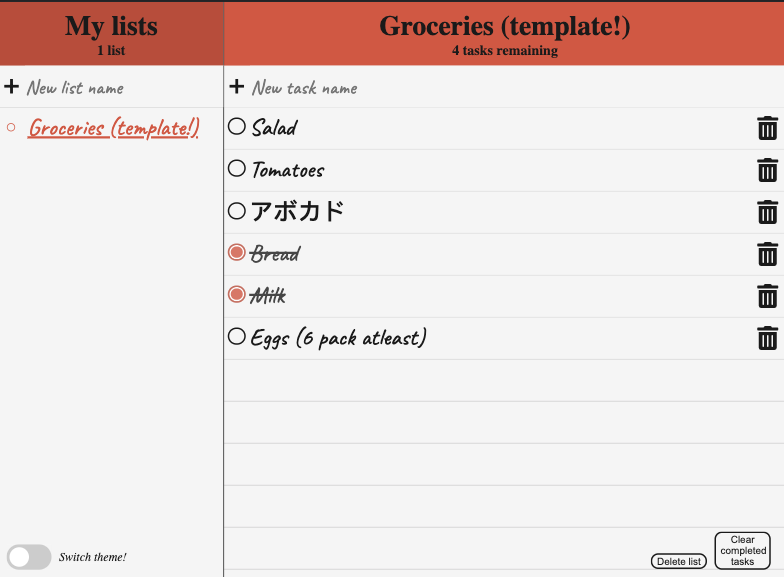 My lists
1 list
New list name
Groceries (template!)
Switch theme!
Groceries (template!)
4 tasks remaining
New task name
Salad
Tomatoes
アボカド
Bread
Milk
Eggs (6 pack atleast)
Delete list
Clear
completed
tasks